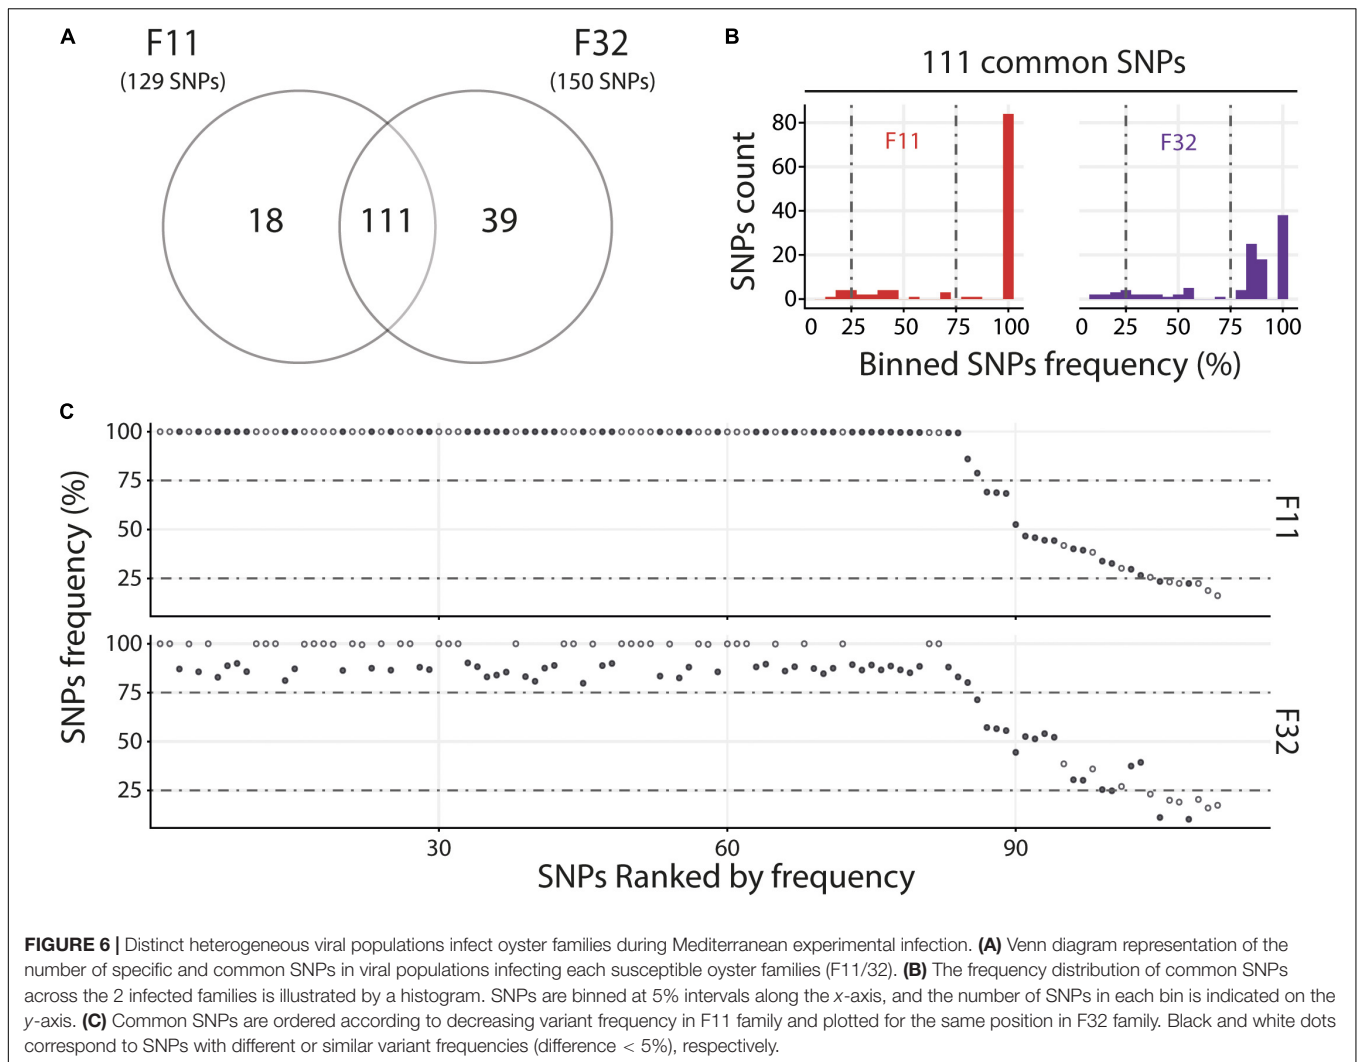 A
F11
(129 SNPs)
F32
(150 SNPs)
18
111
39
B
111 common SNPs
SNPs count
80
60
40
20
0
F11
F32
0 25 50 75 100
0 25 50 75 100
Binned SNPs frequency (%)
C
SNPs frequency (%)
100
75
50
25
F11
100
75
50
25
F32
30 60 90
SNPs Ranked by frequency
FIGURE 6 | Distinct heterogeneous viral populations infect oyster families during Mediterranean experimental infection. (A) Venn diagram representation of the
number of specific and common SNPs in viral populations infecting each susceptible oyster families (F11/32). (B) The frequency distribution of common SNPs
across the 2 infected families is illustrated by a histogram. SNPs are binned at 5% intervals along the x-axis, and the number of SNPs in each bin is indicated on the
y-axis. (C) Common SNPs are ordered according to decreasing variant frequency in F11 family and plotted for the same position in F32 family. Black and white dots
correspond to SNPs with different or similar variant frequencies (difference < 5%), respectively.